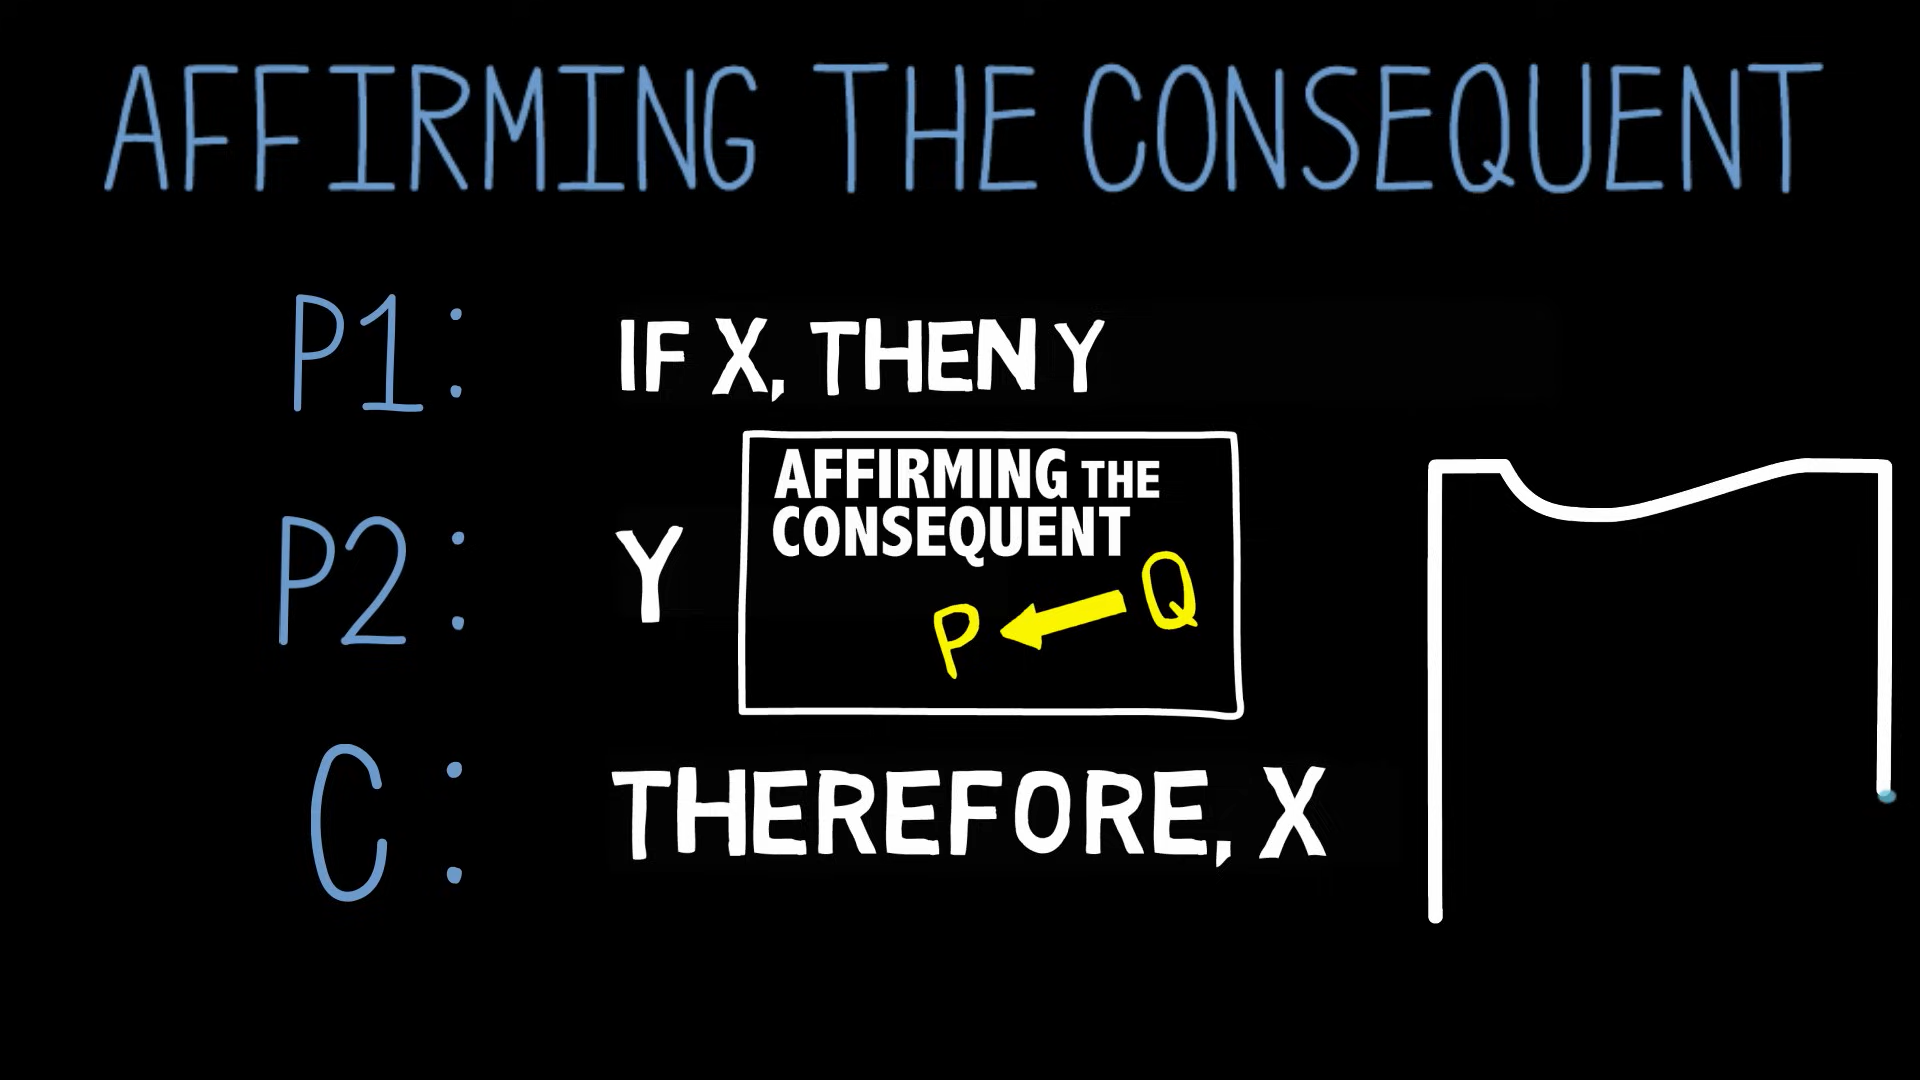 AFFIRMING THE CONSEQUENT
P1: IF X, THEN Y
P2: Y
AFFIRMING THE
CONSEQUENT
P Q
C: THEREFORE, X